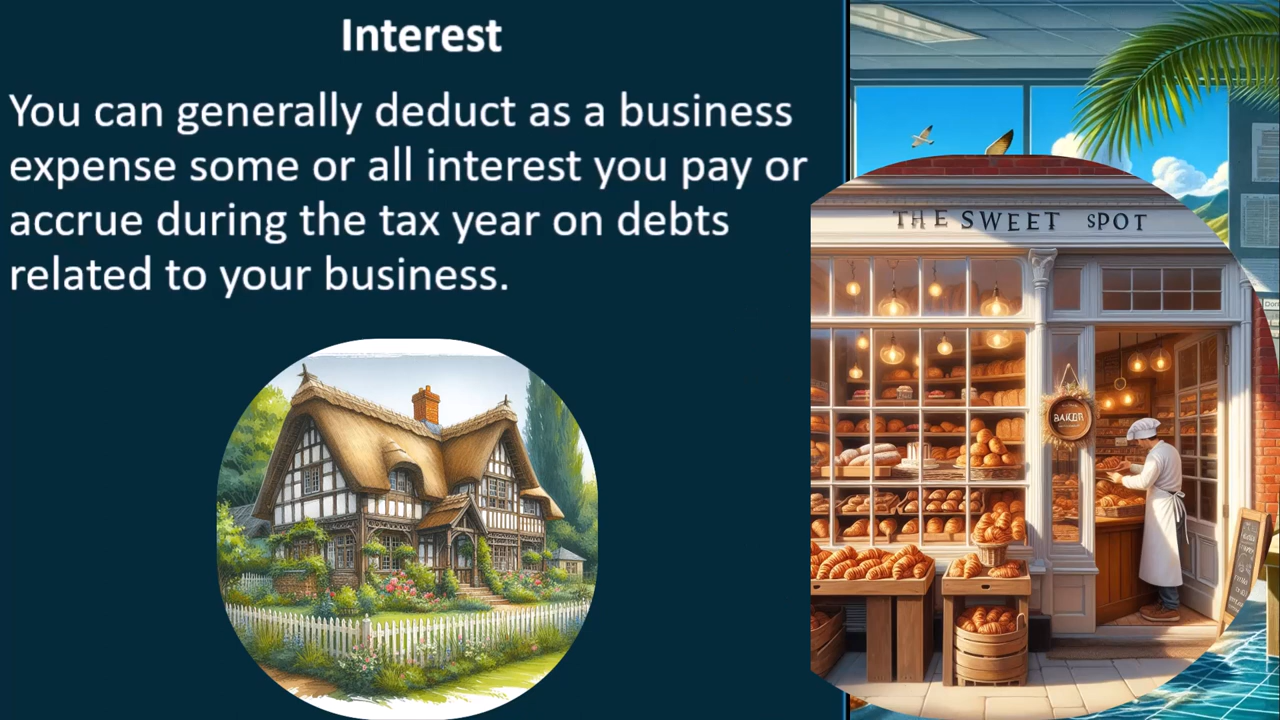 Interest
You can generally deduct as a business
expense some or all interest you pay or
accrue during the tax year on debts
related to your business.
THE SWEET SPOT